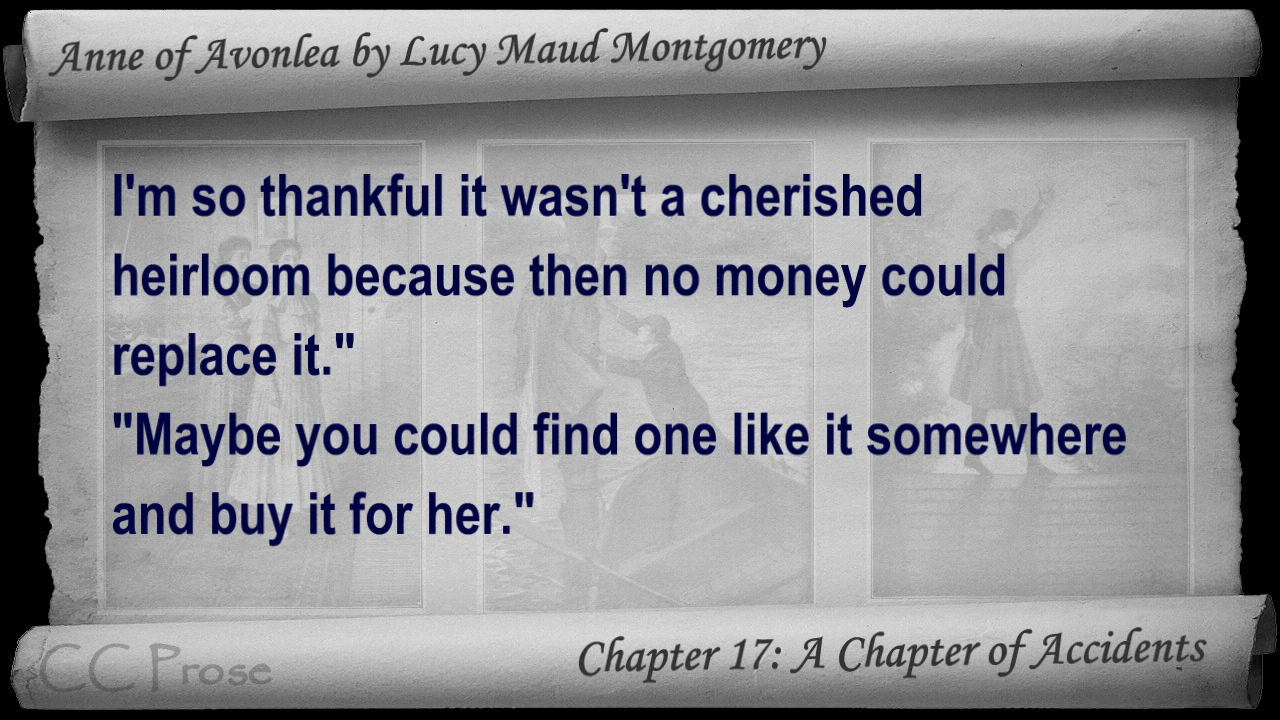 Anne of Avonlea by Lucy Maud Montgomery
I'm so thankful it wasn't a cherished
heirloom because then no money could
replace it."
"Maybe you could find one like it somewhere
and buy it for her."
CC Prose
Chapter 17: A Chapter of Accidents